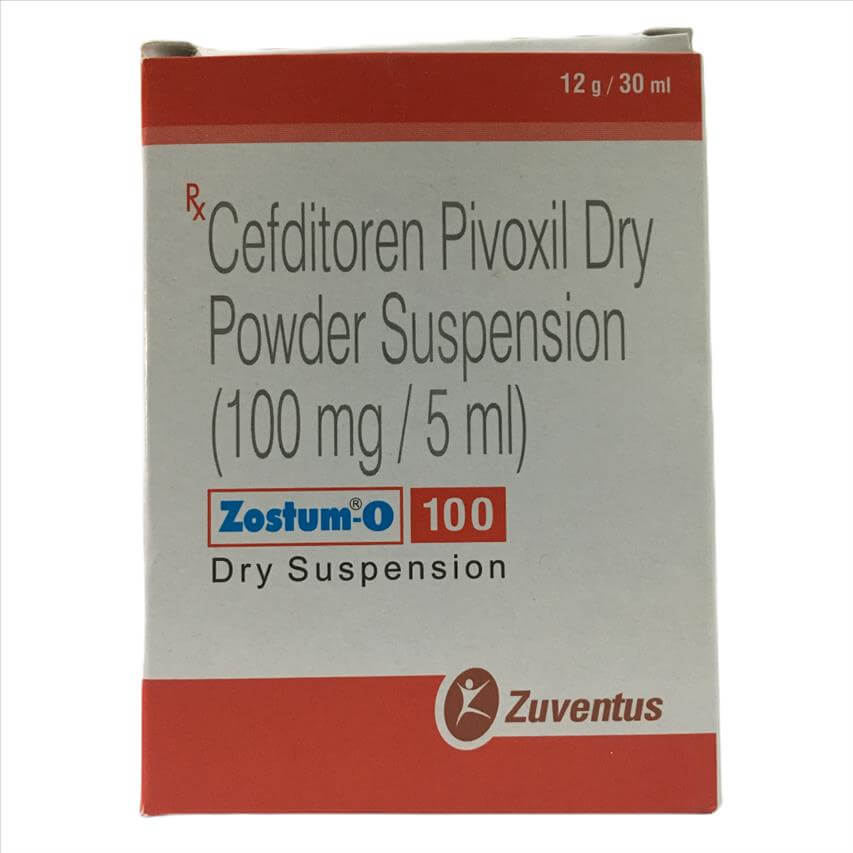 12 g / 30 ml
Rx Cefditoren Pivoxil Dry
Powder Suspension
(100 mg / 5 ml)
Zostum®-O 100
Dry Suspension
Zuventus